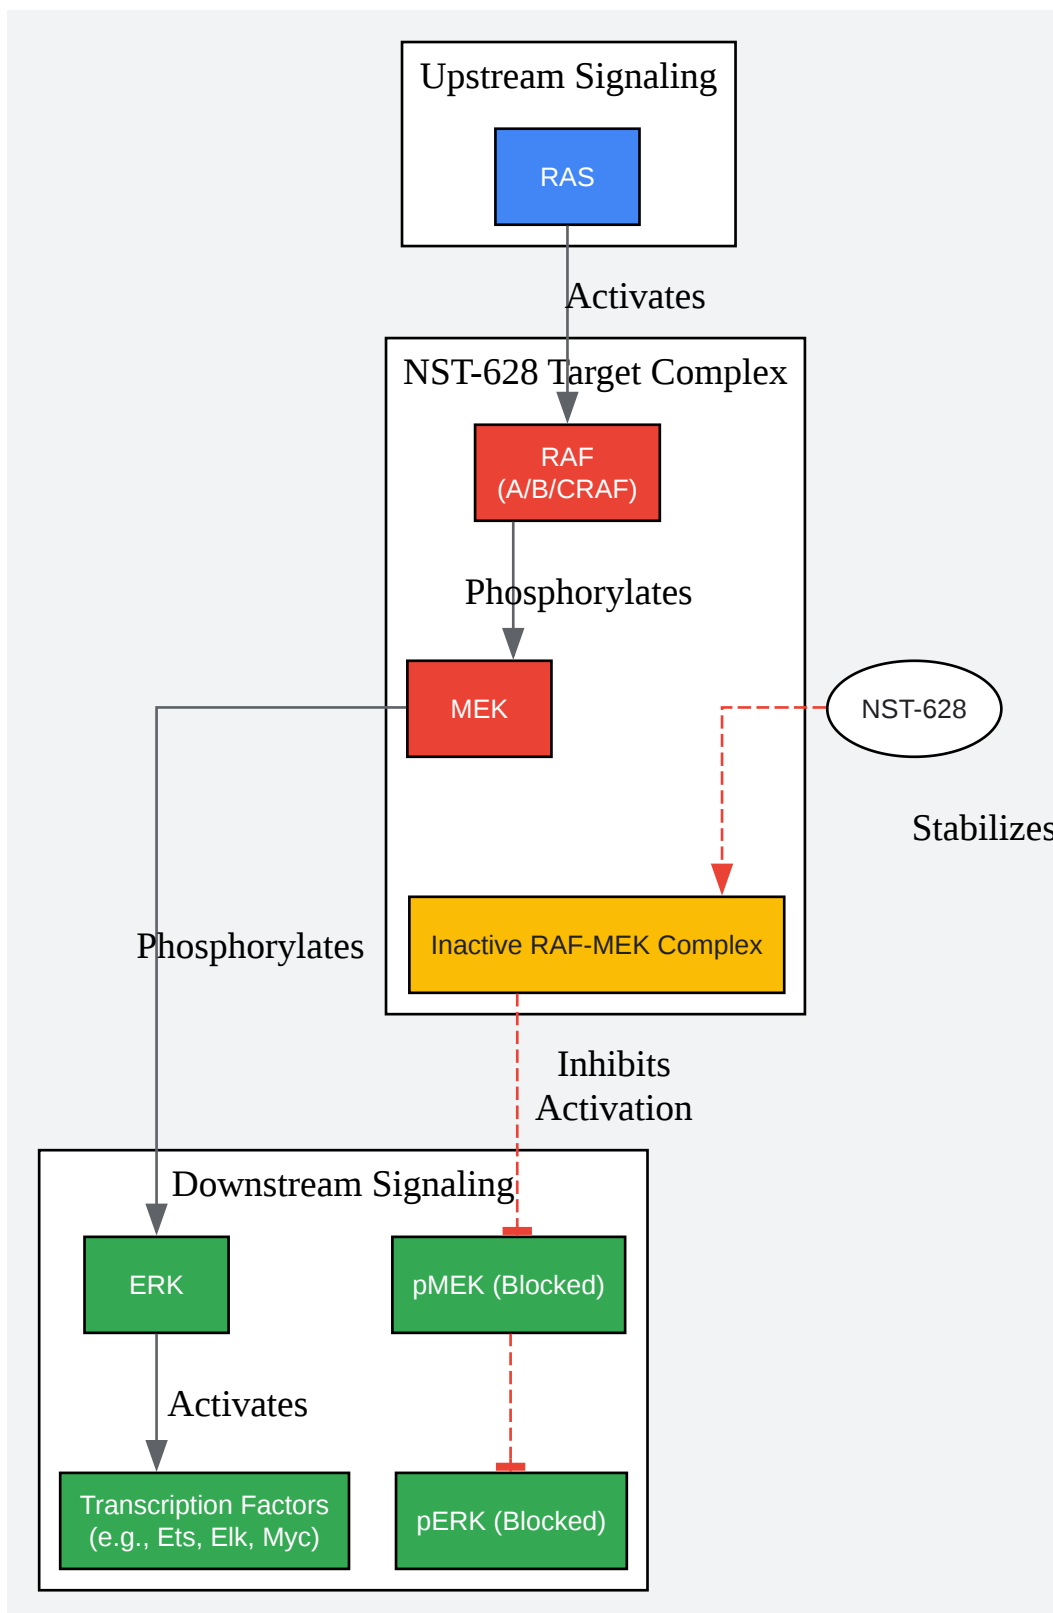 Upstream Signaling
RAS
Activates
NST-628 Target Complex
RAF
(A/B/CRAF)
Phosphorylates
MEK
NST-628
Stabilizes
Phosphorylates
Inactive RAF-MEK Complex
Inhibits
Activation
Downstream Signaling
ERK
pMEK (Blocked)
Activates
Transcription Factors
(e.g., Ets, Elk, Myc)
pERK (Blocked)